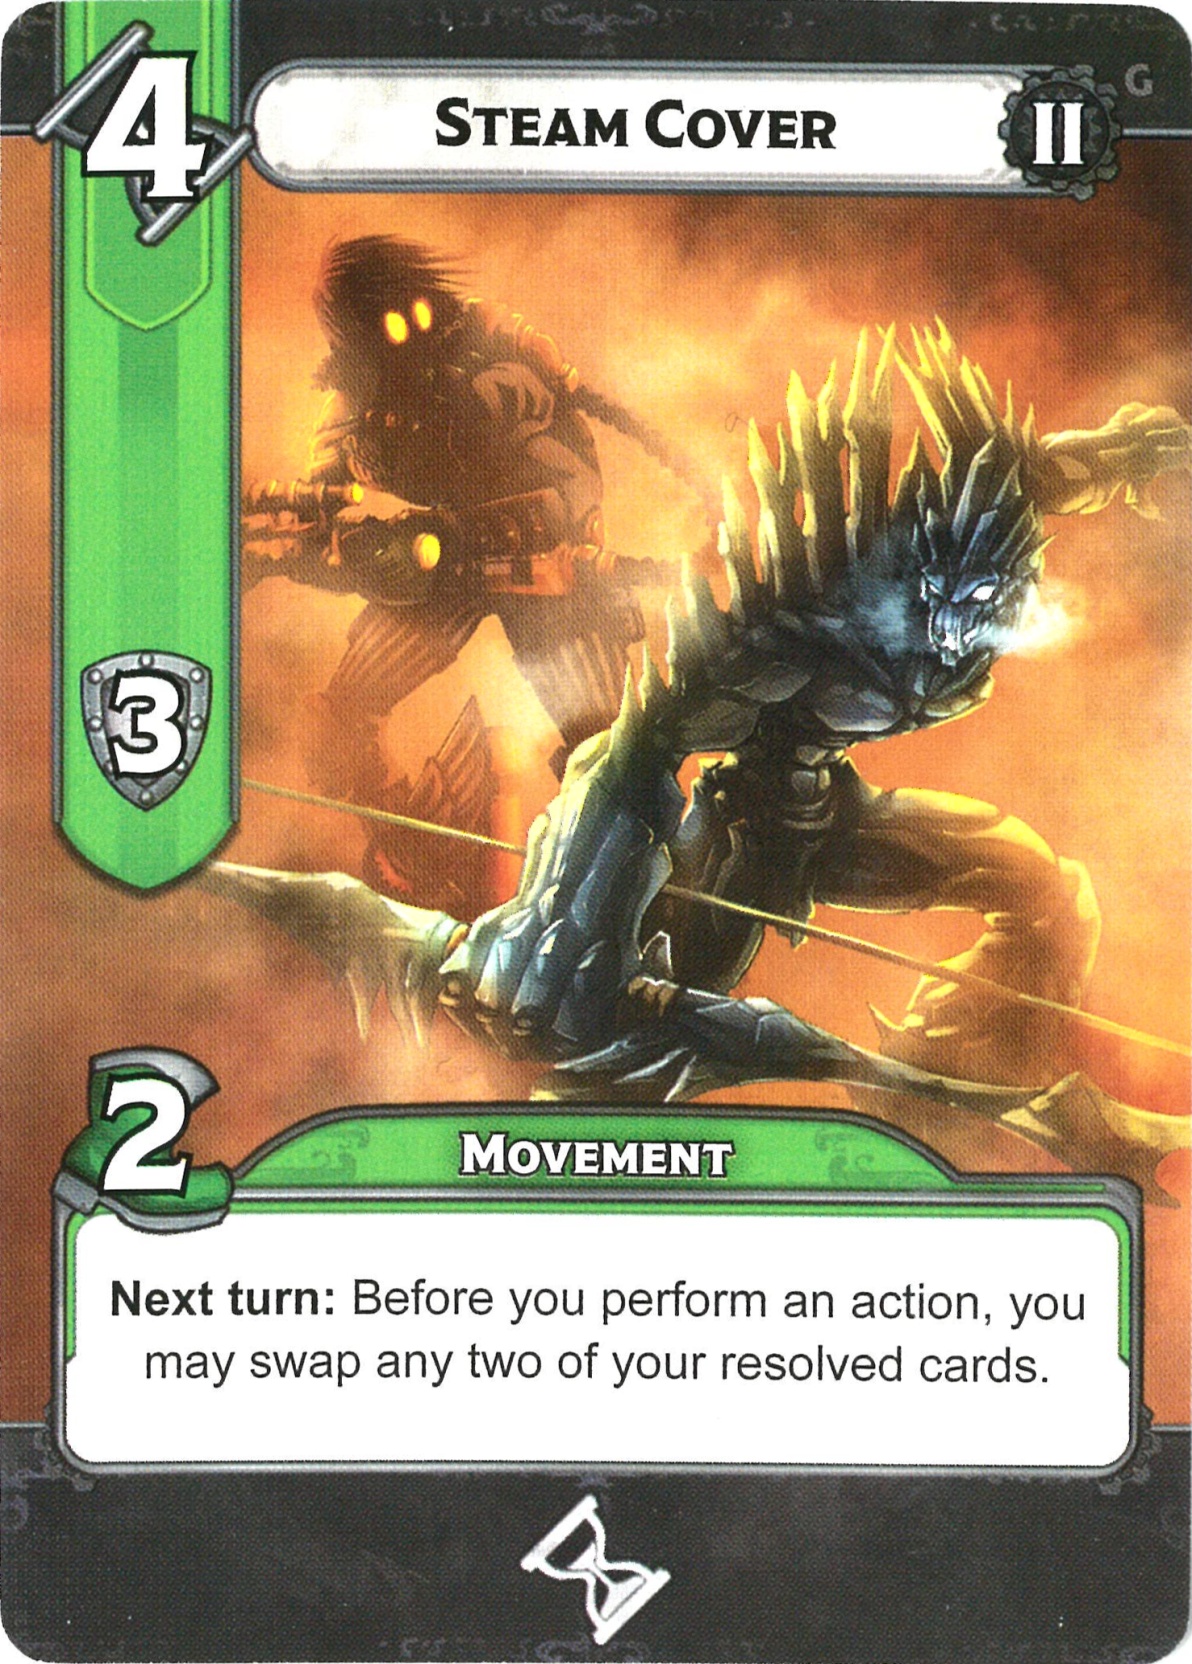 4
STEAM COVER
II
G
3
2
MOVEMENT
Next turn: Before you perform an action, you
may swap any two of your resolved cards.